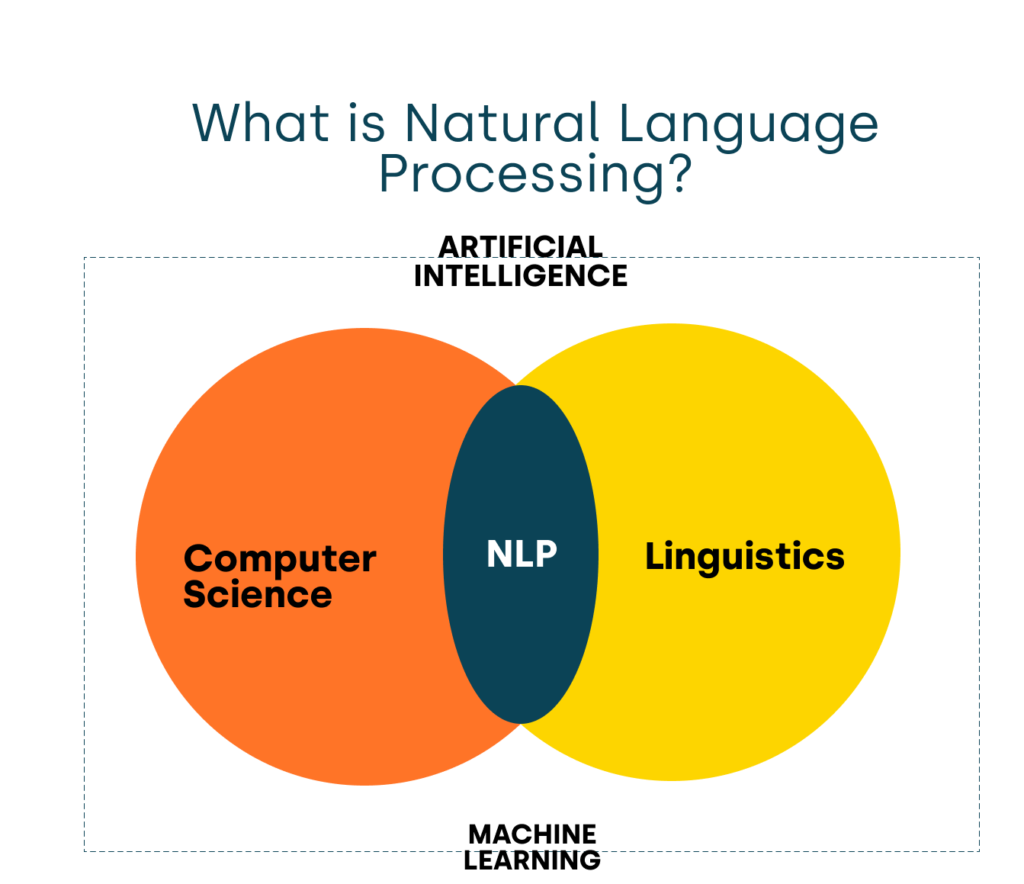 What is Natural Language
Processing?
ARTIFICIAL
INTELLIGENCE
Computer
Science
NLP
Linguistics
MACHINE
LEARNING